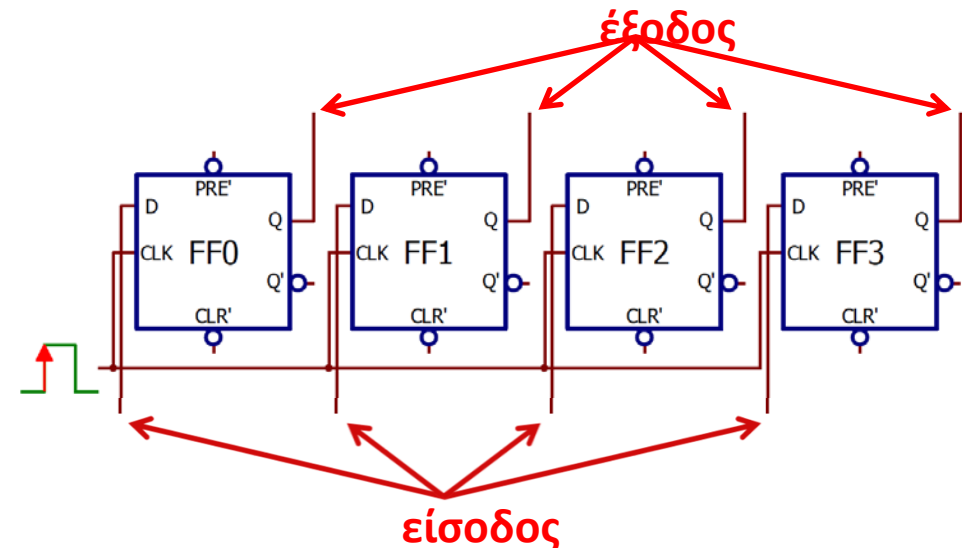 έξοδος
PRE' PRE' PRE' PRE'
D D D D
Q Q Q Q
CLK FF0 CLK FF1 CLK FF2 CLK FF3
Q' Q' Q' Q'
CLR' CLR' CLR' CLR'
είσοδος